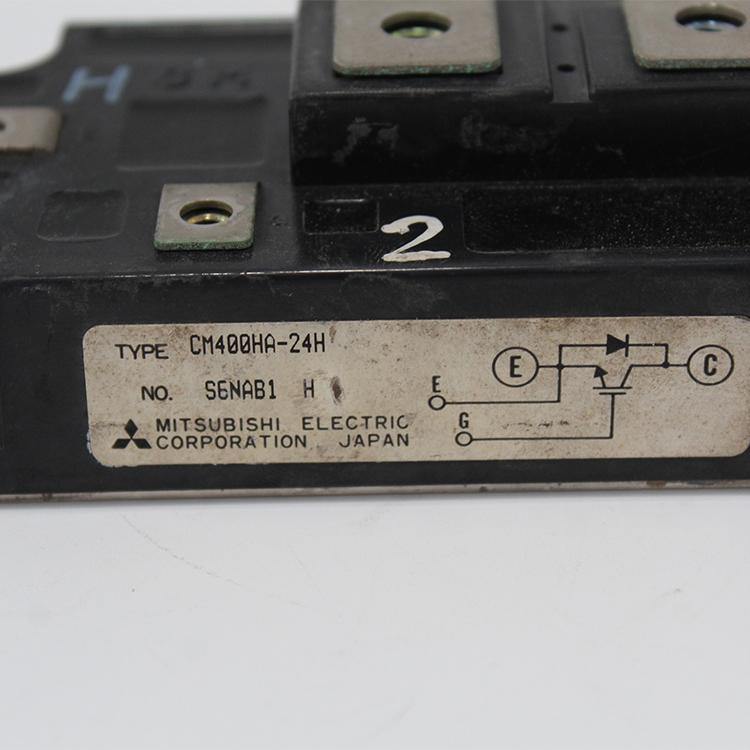 H
2
TYPE CM400HA-24H
NO. S6NAB1 H
MITSUBISHI ELECTRIC
CORPORATION JAPAN
E
C
E
G